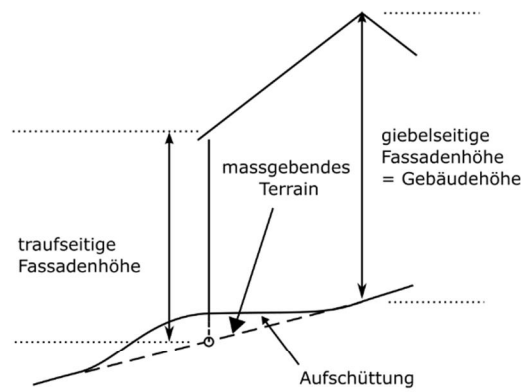 giebelseitige
Fassadenhöhe
= Gebäudehöhe
massgebendes
Terrain
traufseitige
Fassadenhöhe
Aufschüttung